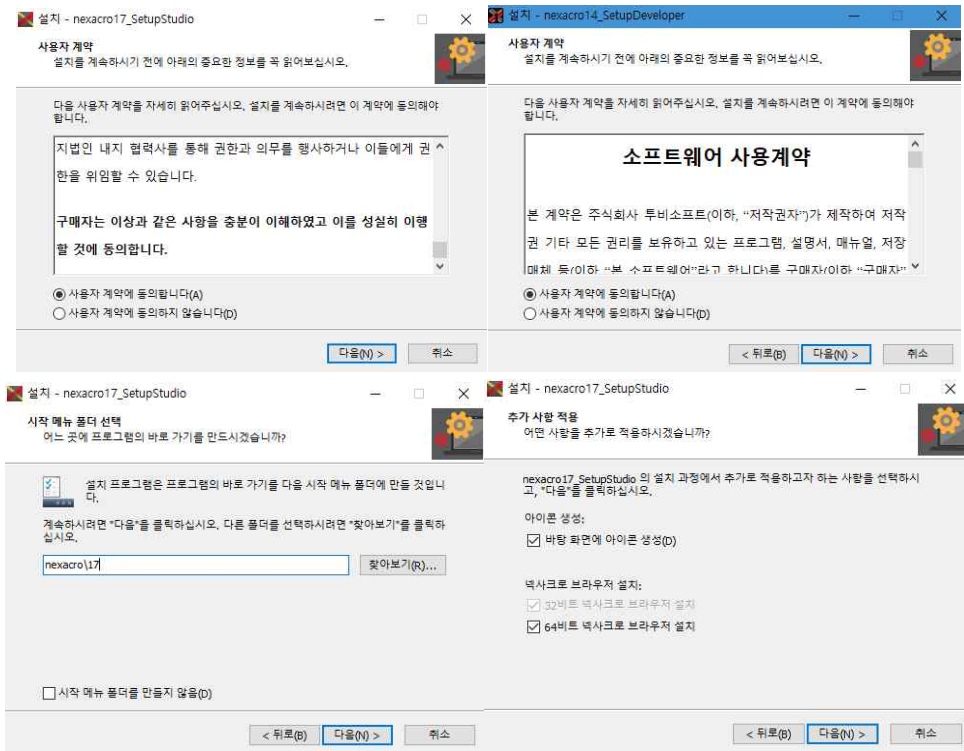 설치 - nexacro17_SetupStudio
사용자 계약
설치를 계속하시기 전에 아래의 중요한 정보를 꼭 읽어보십시오.
다음 사용자 계약을 자세히 읽어주십시오. 설치를 계속하시려면 이 계약에 동의해야
합니다.
지법인 내지 협력사를 통해 권한과 의무를 행사하거나 이들에게 권
한을 위임할 수 있습니다.
구매자는 이상과 같은 사항을 충분이 이해하였고 이를 성실히 이행
할 것에 동의합니다.
사용자 계약에 동의합니다(A)
사용자 계약에 동의하지 않습니다(D)
다음(N) >
취소
설치 - nexacro14_SetupDeveloper
사용자 계약
설치를 계속하시기 전에 아래의 중요한 정보를 꼭 읽어보십시오.
다음 사용자 계약을 자세히 읽어주십시오. 설치를 계속하시려면 이 계약에 동의해야
합니다.
소프트웨어 사용계약
본 계약은 주식회사 투비소프트(이하, “저작권자”)가 제작하여 저작
권 기타 모든 권리를 보유하고 있는 프로그램, 설명서, 매뉴얼, 저장
매체 등(이하 “본 소프트웨어”라고 합니다)를 구매자(이하 “구매자”
사용자 계약에 동의합니다(A)
사용자 계약에 동의하지 않습니다(D)
< 뒤로(B)
다음(N) >
취소
설치 - nexacro17_SetupStudio
시작 메뉴 폴더 선택
어느 곳에 프로그램의 바로 가기를 만드시겠습니까?
설치 프로그램은 프로그램의 바로 가기를 다음 시작 메뉴 폴더에 만들 것입니
다.
계속하시려면 "다음"을 클릭하십시오. 다른 폴더를 선택하시려면 "찾아보기"를 클릭하
십시오.
nexacro\17
찾아보기(R)...
시작 메뉴 폴더를 만들지 않음(D)
< 뒤로(B)
다음(N) >
취소
설치 - nexacro17_SetupStudio
추가 사항 적용
어떤 사항을 추가로 적용하시겠습니까?
nexacro17_SetupStudio 의 설치 과정에서 추가로 적용하고자 하는 사항을 선택하시
고, "다음"을 클릭하십시오.
아이콘 생성:
바탕 화면에 아이콘 생성(D)
넥사크로 브라우저 설치:
32비트 넥사크로 브라우저 설치
64비트 넥사크로 브라우저 설치
< 뒤로(B)
다음(N) >
취소